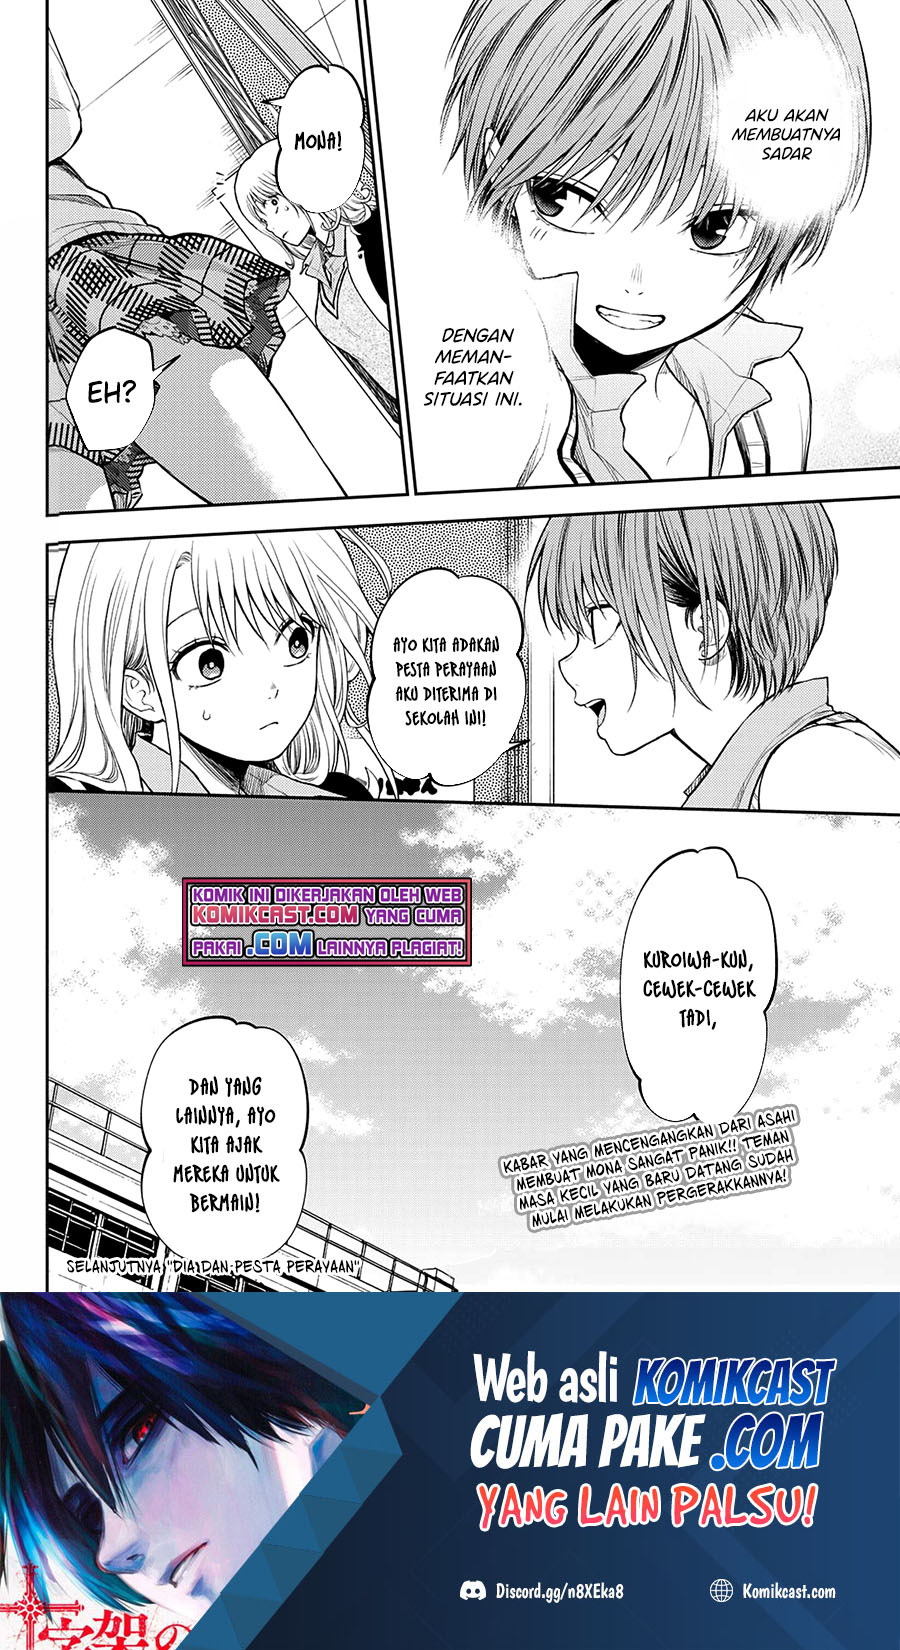 AKU AKAN
MEMBUATNYA
SADAR
DENGAN
MEMAN-
FAATKAN
SITUASI INI.
MONA!
EH?
AYO KITA ADAKAN
PESTA PERAYAAN
AKU DITERIMA DI
SEKOLAH INI!
KUROIWA-KUN,
CEWEK-CEWEK
TADI,
KOMIK INI DIKERJAKAN OLEH WEB
KOMIKCAST.COM YANG CUMA
PAKAI .COM LAINNYA PLAGIAT!
DAN YANG
LAINNYA, AYO
KITA AJAK
MEREKA UNTUK
BERMAIN!
KABAR YANG MENCENGANGKAN DARI ASAHI
MEMBUAT MONA SANGAT PANIK!! TEMAN
MASA KECIL YANG BARU DATANG SUDAH
MULAI MELAKUKAN PERGERAKKANNYA!
SELANJUTNYA "DIA DAN PESTA PERAYAAN"
Web asli KOMIKCAST
CUMA PAKE .COM
YANG LAIN PALSU!
Discord.gg/n8XEka8
Komikcast.com
十字架の